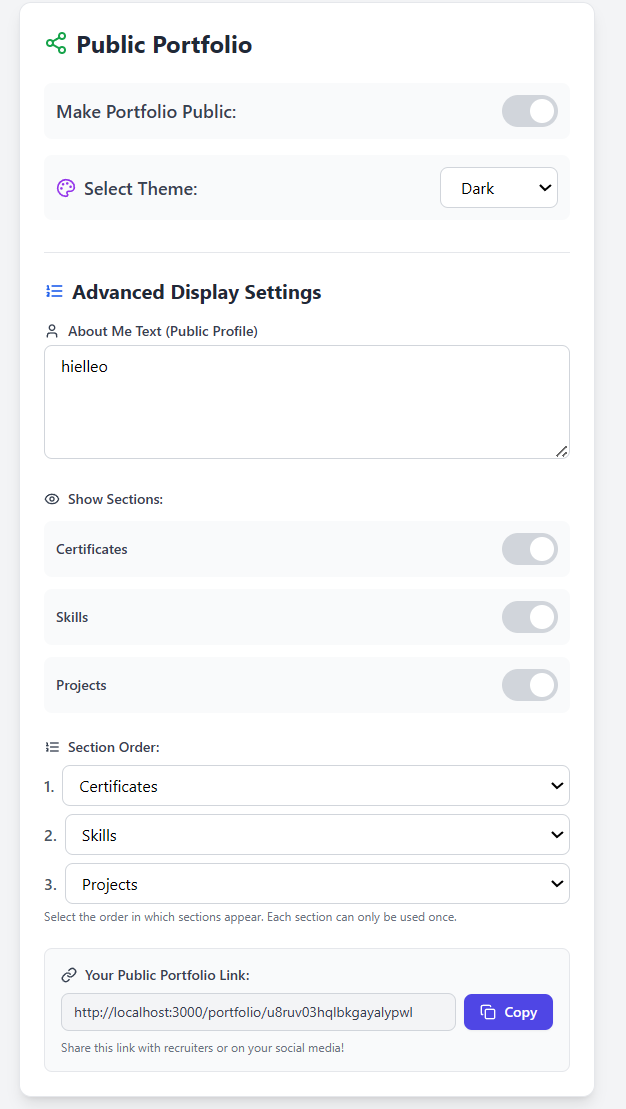 Public Portfolio
Make Portfolio Public:
Select Theme:
Dark
Advanced Display Settings
About Me Text (Public Profile)
hielleo
Show Sections:
Certificates
Skills
Projects
Section Order:
1. Certificates
2. Skills
3. Projects
Select the order in which sections appear. Each section can only be used once.
Your Public Portfolio Link:
http://localhost:3000/portfolio/u8ruv03hqlbkgayalypwl
Copy
Share this link with recruiters or on your social media!